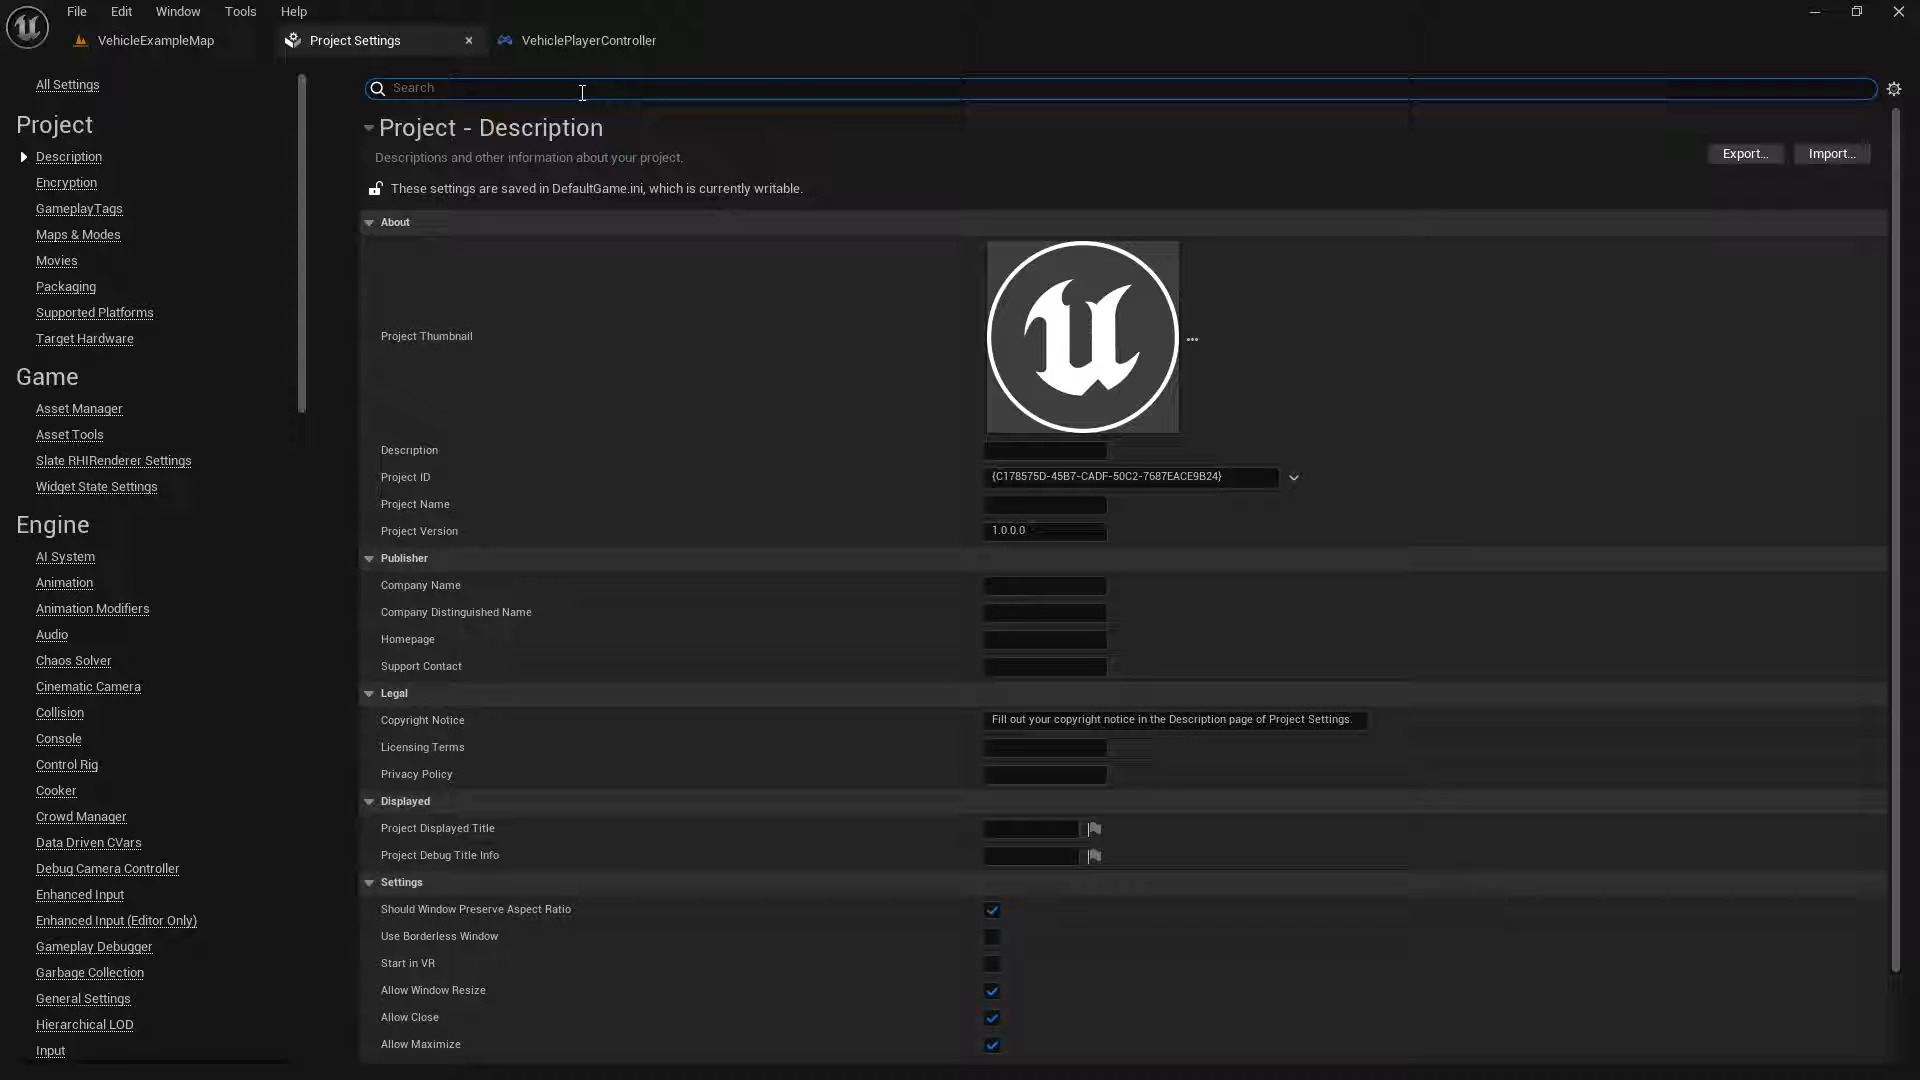 File Edit Window Tools Help
VehicleExampleMap
Project Settings
VehiclePlayerController
All Settings
Project
Description
Encryption
GameplayTags
Maps & Modes
Movies
Packaging
Supported Platforms
Target Hardware
Game
Asset Manager
Asset Tools
Slate RHIRenderer Settings
Widget State Settings
Engine
AI System
Animation
Animation Modifiers
Audio
Chaos Solver
Cinematic Camera
Collision
Console
Control Rig
Cooker
Crowd Manager
Data Driven CVars
Debug Camera Controller
Enhanced Input
Enhanced Input (Editor Only)
Gameplay Debugger
Garbage Collection
General Settings
Hierarchical LOD
Input
Search
Project - Description
Descriptions and other information about your project.
Export...
Import...
These settings are saved in DefaultGame.ini, which is currently writable.
About
Project Thumbnail
Description
Project ID {C178575D-45B7-CADF-50C2-7687EACE9B24}
Project Name
Project Version 1.0.0.0
Publisher
Company Name
Company Distinguished Name
Homepage
Support Contact
Legal
Copyright Notice Fill out your copyright notice in the Description page of Project Settings.
Licensing Terms
Privacy Policy
Displayed
Project Displayed Title
Project Debug Title Info
Settings
Should Window Preserve Aspect Ratio
Use Borderless Window
Start in VR
Allow Window Resize
Allow Close
Allow Maximize